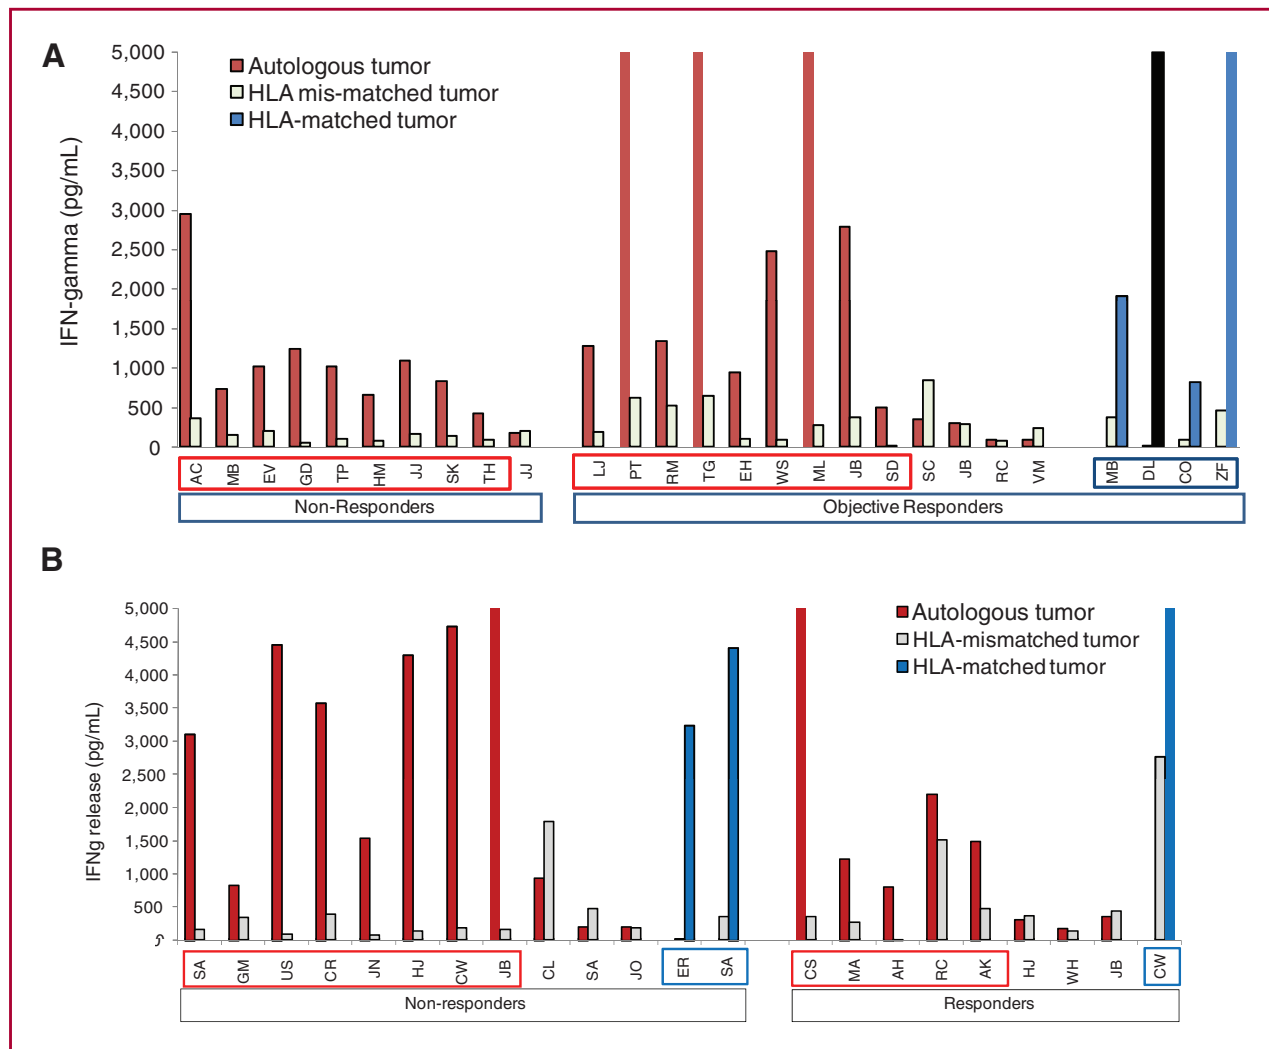 A
5,000
4,500
4,000
3,500
3,000
2,500
2,000
1,500
1,000
500
0
IFN-gamma (pg/mL)
Autologous tumor
HLA mis-matched tumor
HLA-matched tumor
AC MB EV GD TP HM JJ SK TH JJ LJ PT RM TG EH WS ML JB SD SC JB RC VM MB DL CO ZF
Non-Responders Objective Responders
B
5,000
4,500
4,000
3,500
3,000
2,500
2,000
1,500
1,000
500
IFNg release (pg/mL)
Autologous tumor
HLA-mismatched tumor
HLA-matched tumor
SA GM US CR JN HJ CW JB CL SA JO ER SA CS MA AH RC AK HJ WH JB CW
Non-responders Responders